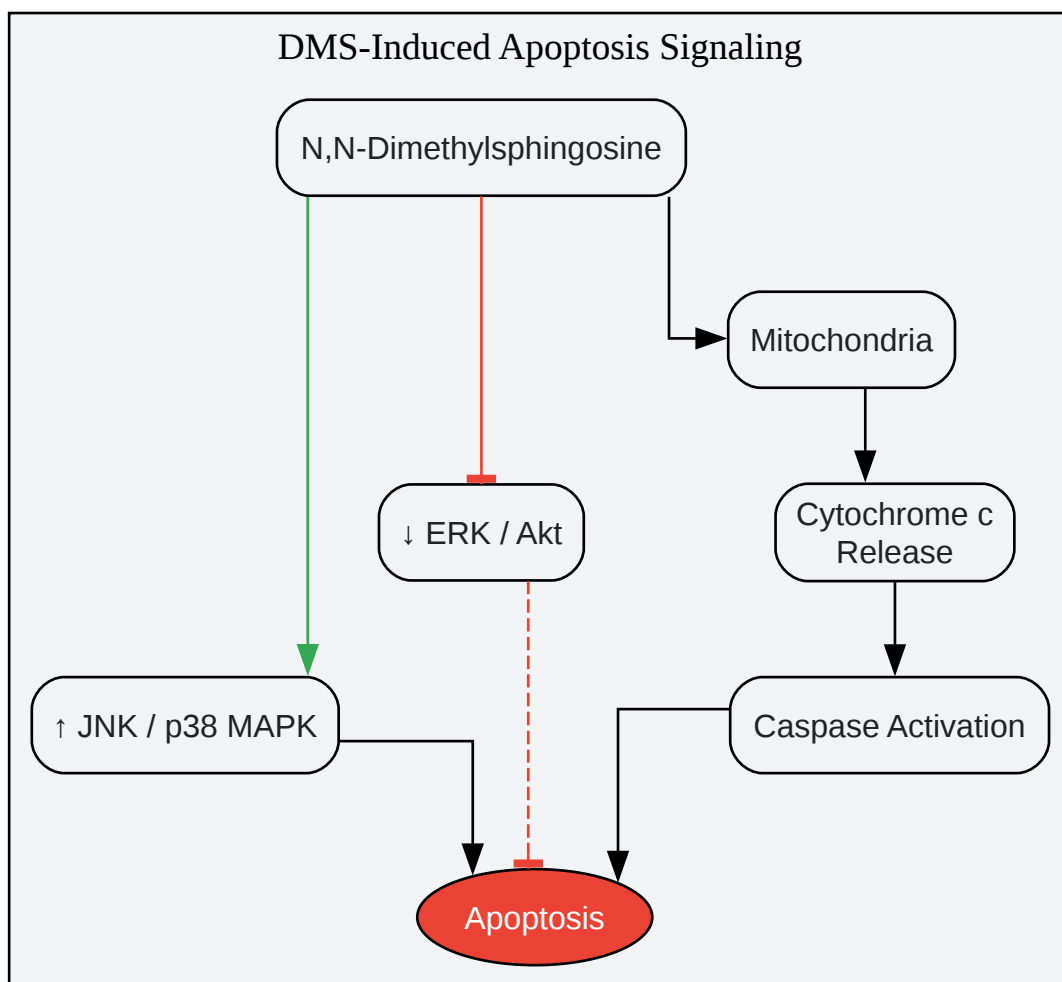 DMS-Induced Apoptosis Signaling
N,N-Dimethylsphingosine
Mitochondria
↓ ERK / Akt
Cytochrome c
Release
↑ JNK / p38 MAPK
Caspase Activation
Apoptosis